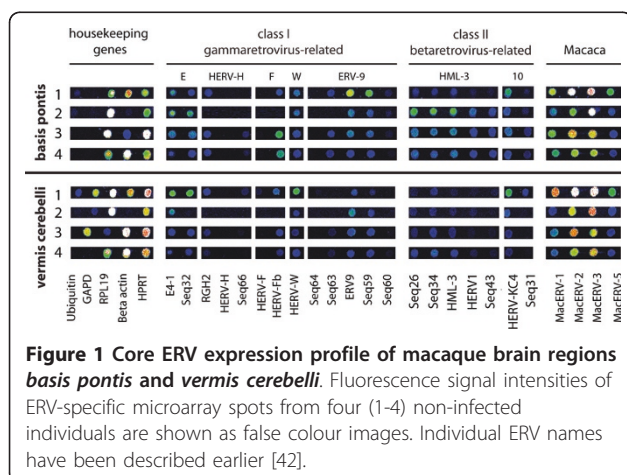 housekeeping
genes
class I
gammaretrovirus-related
class II
betaretrovirus-related
Macaca
E HERV-H F W ERV-9 HML-3 10
basis pontis
1
2
3
4
vermis cerebelli
1
2
3
4
Ubiquitin
GAPD
RPL19
Beta actin
HPRT
E4-1
Seq32
RGH2
HERV-H
Seq66
HERV-F
HERV-Fb
HERV-W
Seq64
Seq63
ERV9
Seq59
Seq60
Seq26
Seq34
HML-3
HERV1
Seq43
HERV-KC4
Seq31
MacERV-1
MacERV-2
MacERV-3
MacERV-5
Figure 1 Core ERV expression profile of macaque brain regions
basis pontis and vermis cerebelli. Fluorescence signal intensities of
ERV-specific microarray spots from four (1-4) non-infected
individuals are shown as false colour images. Individual ERV names
have been described earlier [42].